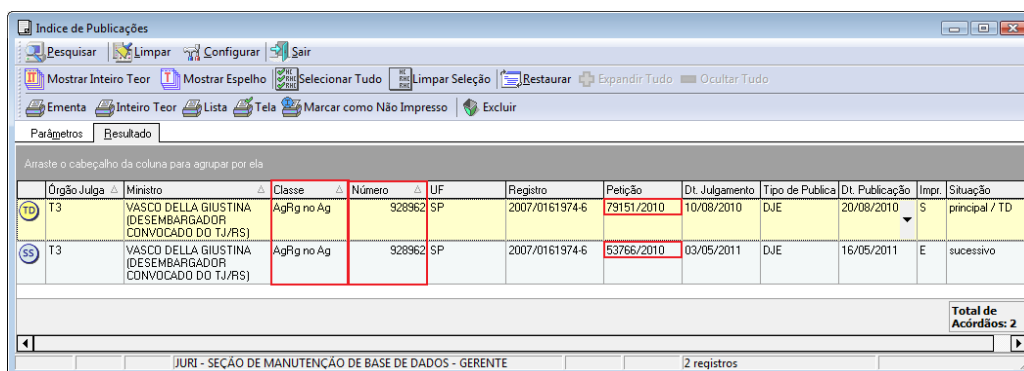 Indice de Publicações
Pesquisar Limpar Configurar Sair
Mostrar Inteiro Teor Mostrar Espelho Selecionar Tudo Limpar Seleção Restaurar Expandir Tudo Ocultar Tudo
Ementa Inteiro Teor Lista Tela Marcar como Não Impresso Excluir
Parâmetros Resultado
Arraste o cabeçalho da coluna para agrupar por ela
Órgão Julga Ministro Classe Número UF Registro Petição Dt. Julgamento Tipo de Publica Dt. Publicação Impr. Situação
TD T3 VASCO DELLA GIUSTINA AgRg no Ag 928962 SP 2007/0161974-6 79151/2010 10/08/2010 DJE 20/08/2010 S principal / TD
(DESEMBARGADOR
CONVOCADO DO TJ/RS)
SS T3 VASCO DELLA GIUSTINA AgRg no Ag 928962 SP 2007/0161974-6 53766/2010 03/05/2011 DJE 16/05/2011 E sucessivo
(DESEMBARGADOR
CONVOCADO DO TJ/RS)
Total de
Acórdãos: 2
JURI - SEÇÃO DE MANUTENÇÃO DE BASE DE DADOS - GERENTE 2 registros